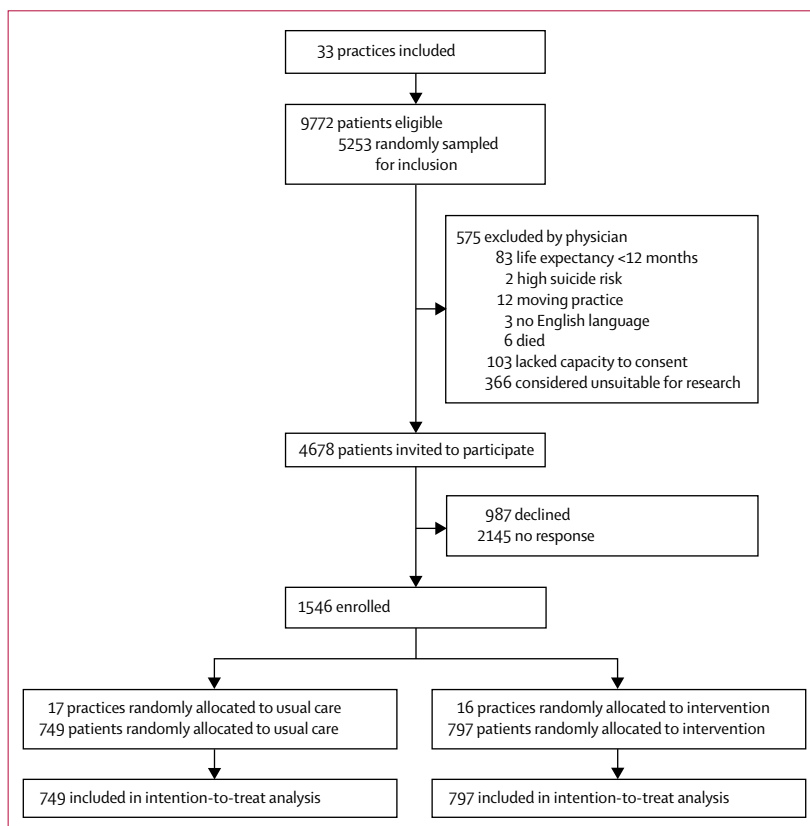 33 practices included
9772 patients eligible
5253 randomly sampled
for inclusion
575 excluded by physician
83 life expectancy <12 months
2 high suicide risk
12 moving practice
3 no English language
6 died
103 lacked capacity to consent
366 considered unsuitable for research
4678 patients invited to participate
987 declined
2145 no response
1546 enrolled
17 practices randomly allocated to usual care
749 patients randomly allocated to usual care
16 practices randomly allocated to intervention
797 patients randomly allocated to intervention
749 included in intention-to-treat analysis
797 included in intention-to-treat analysis